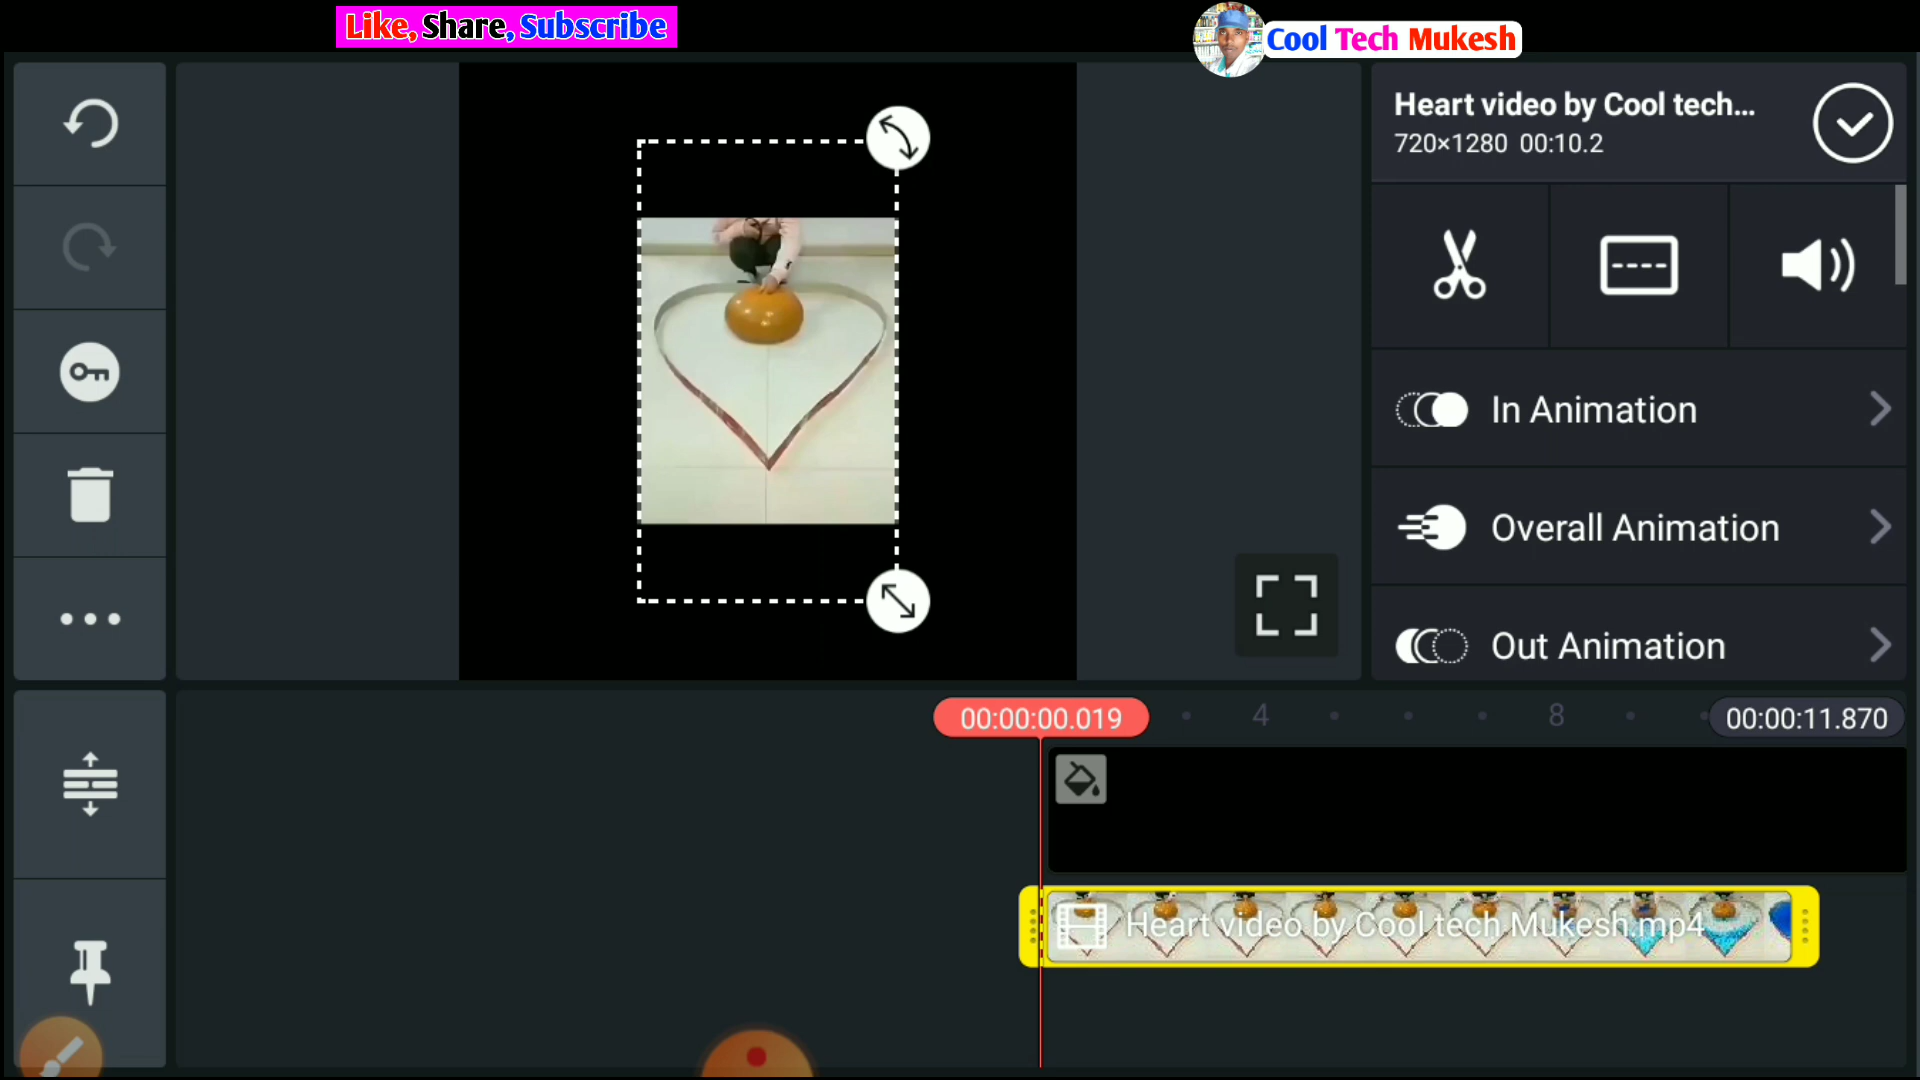 Like, Share, Subscribe
Cool Tech Mukesh
Heart video by Cool tech...
720×1280 00:10.2
In Animation
Overall Animation
Out Animation
00:00:00.019
4
8
00:00:11.870
Heart video by Cool tech Mukesh.mp4